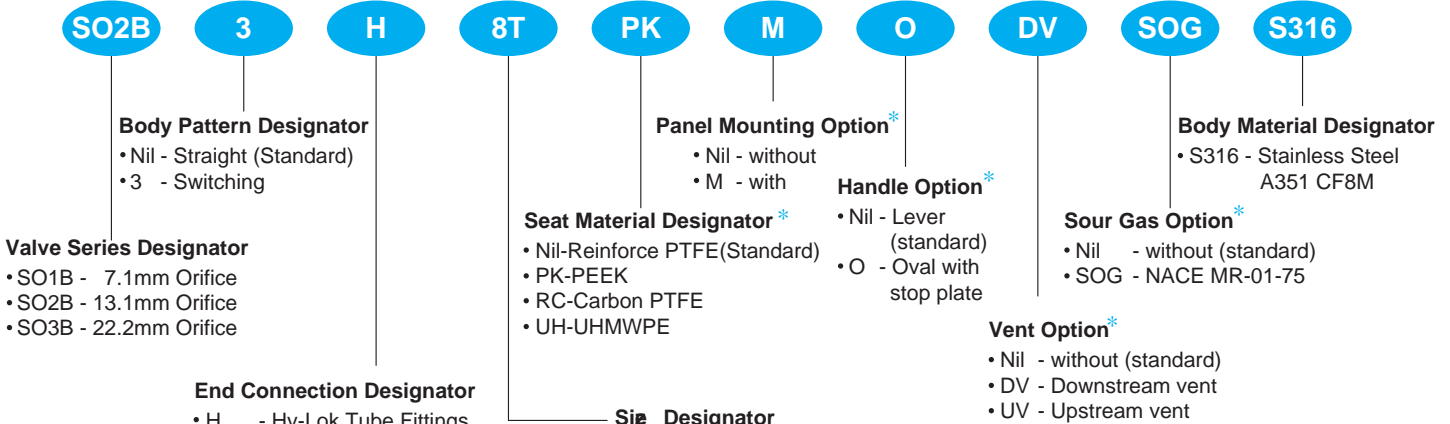 SO2B 3 H 8T PK M O DV SOG S316
Body Pattern Designator
• Nil - Straight (Standard)
• 3 - Switching
Valve Series Designator
• SO1B - 7.1mm Orifice
• SO2B - 13.1mm Orifice
• SO3B - 22.2mm Orifice
End Connection Designator
• H - Hy-Lok Tube Fittings
Panel Mounting Option*
• Nil - without
• M - with
Seat Material Designator *
• Nil-Reinforce PTFE(Standard)
• PK-PEEK
• RC-Carbon PTFE
• UH-UHMWPE
Designator
Handle Option*
• Nil - Lever
(standard)
• O - Oval with
stop plate
Body Material Designator
• S316 - Stainless Steel
A351 CF8M
Sour Gas Option*
• Nil - without (standard)
• SOG - NACE MR-01-75
Vent Option*
• Nil - without (standard)
• DV - Downstream vent
• UV - Upstream vent